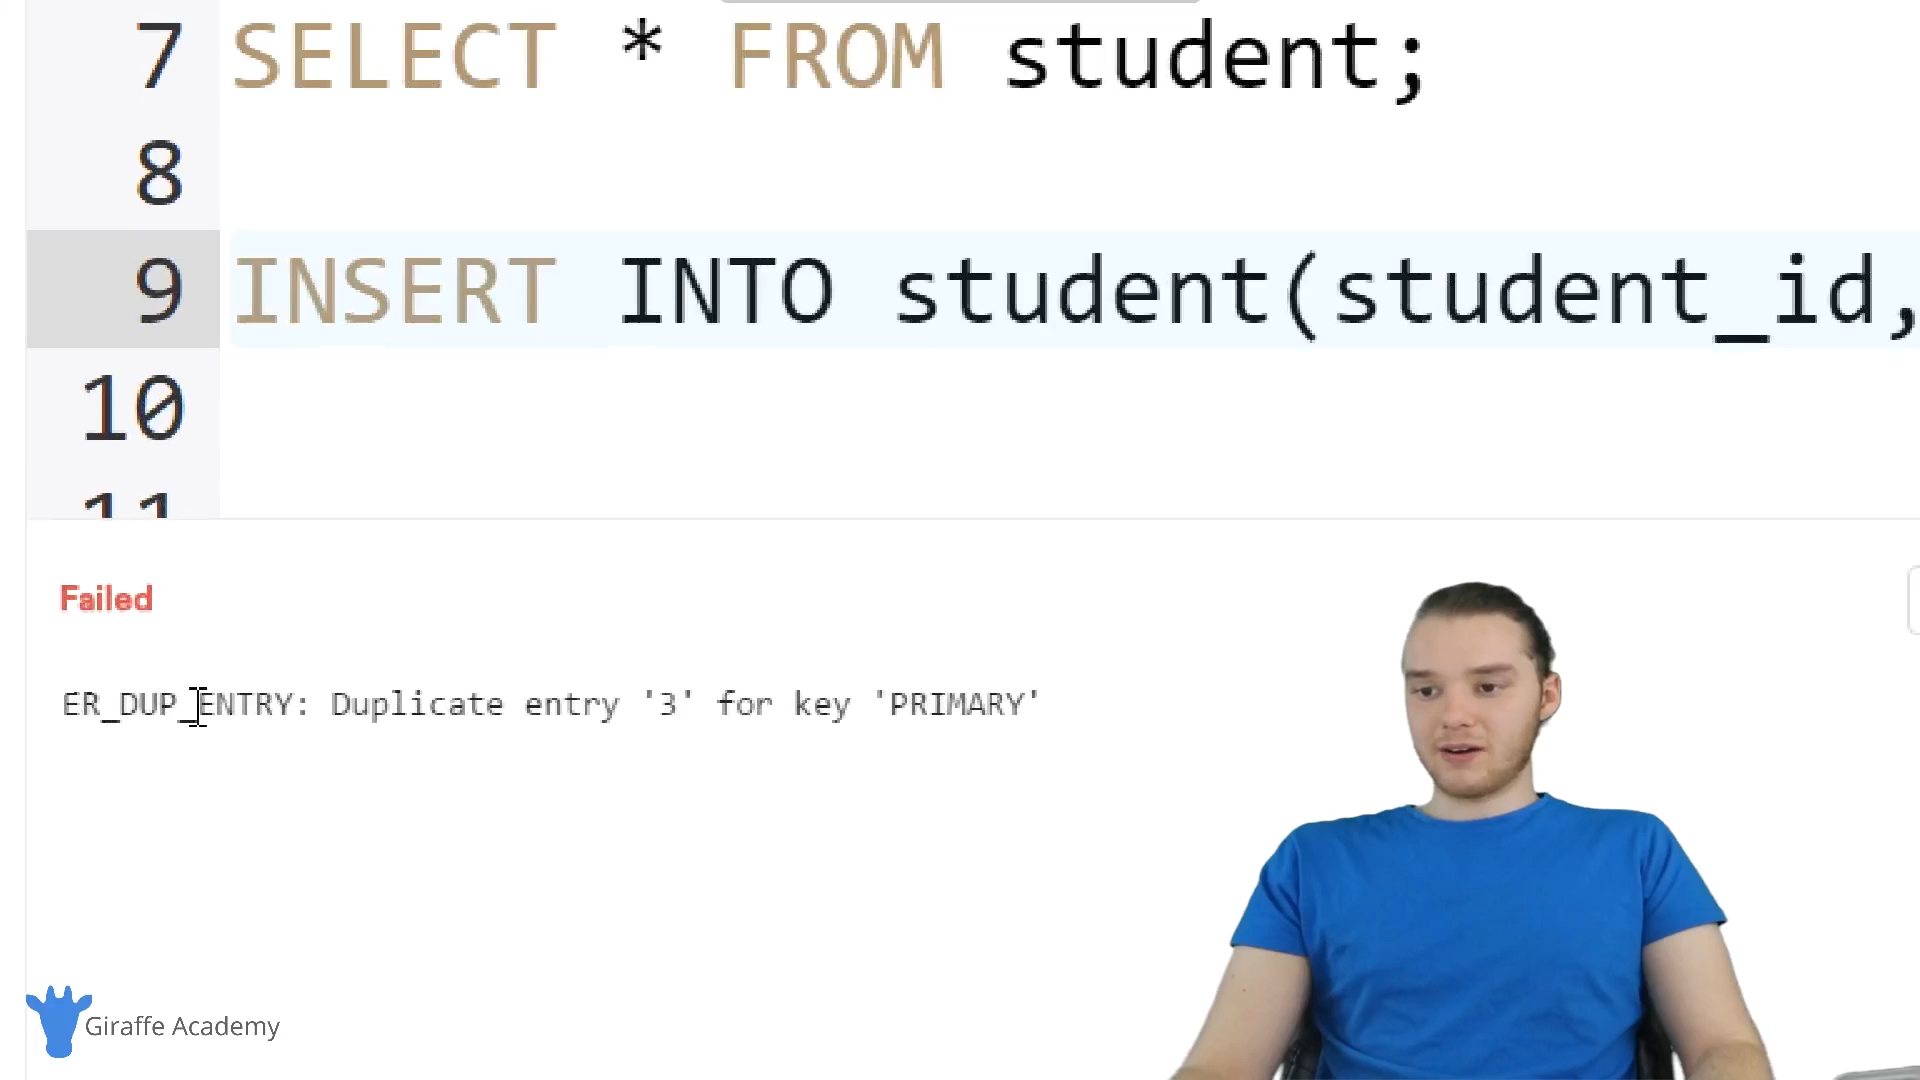 7 SELECT * FROM student;
8
9 INSERT INTO student(student_id,
10
11
Failed
ER_DUP_ENTRY: Duplicate entry '3' for key 'PRIMARY'
Giraffe Academy